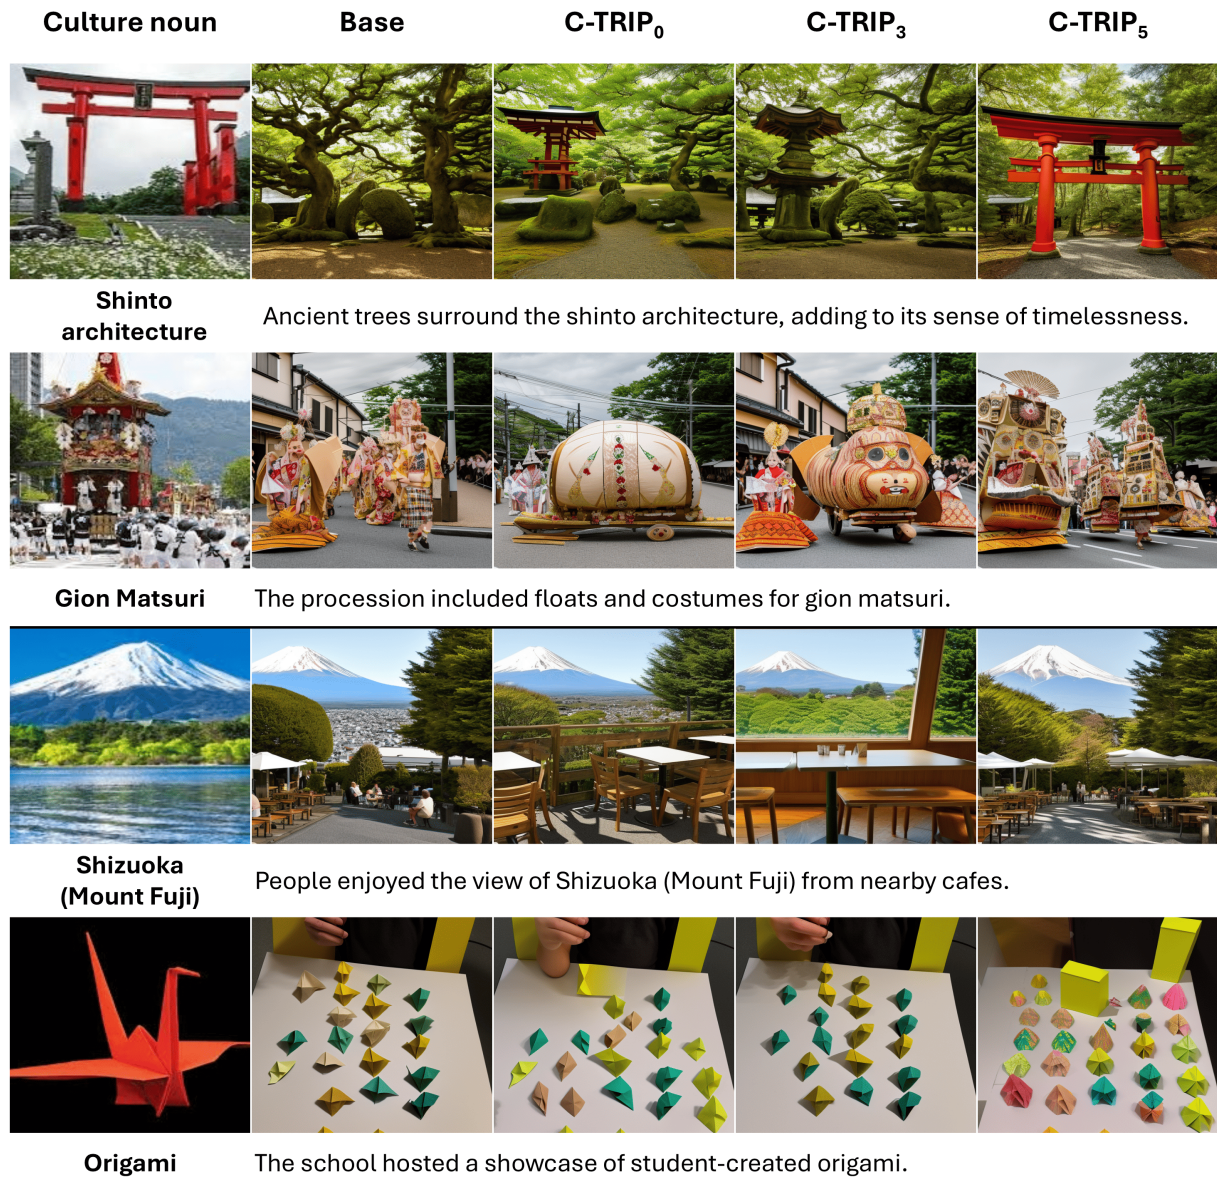 Culture noun Base C-TRIP₀ C-TRIP₃ C-TRIP₅
Shinto
architecture
Ancient trees surround the shinto architecture, adding to its sense of timelessness.
Gion Matsuri
The procession included floats and costumes for gion matsuri.
Shizuoka
(Mount Fuji)
People enjoyed the view of Shizuoka (Mount Fuji) from nearby cafes.
Origami
The school hosted a showcase of student-created origami.